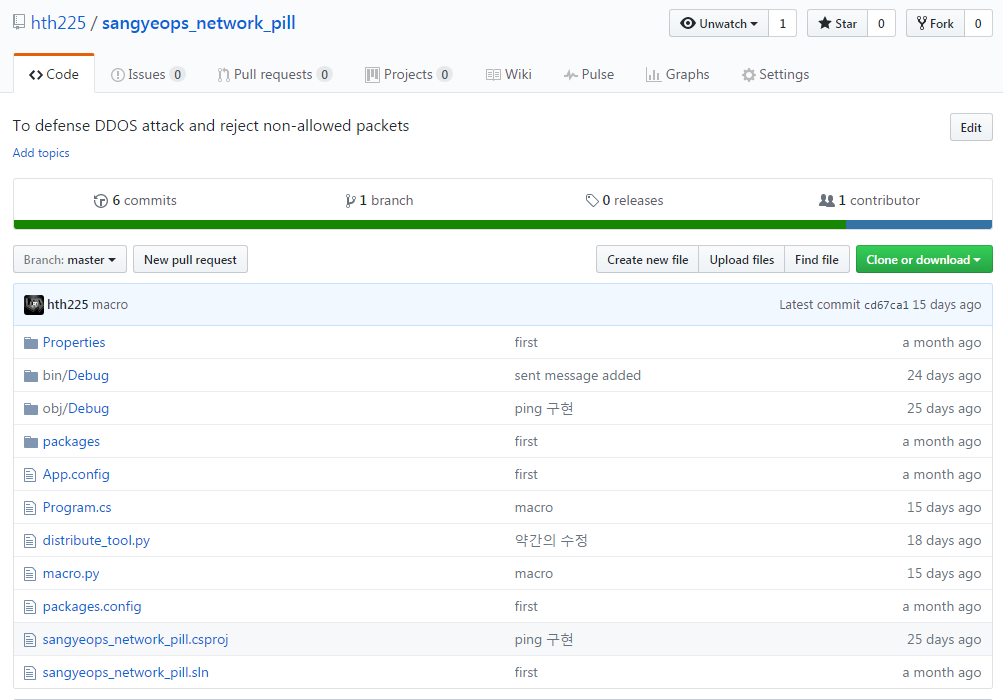 hth225 / sangyeops_network_pill
Unwatch 1 Star 0 Fork 0
Code Issues 0 Pull requests 0 Projects 0 Wiki Pulse Graphs Settings
To defense DDOS attack and reject non-allowed packets Edit
Add topics
6 commits 1 branch 0 releases 1 contributor
Branch: master New pull request Create new file Upload files Find file Clone or download
hth225 macro Latest commit cd67ca1 15 days ago
Properties first a month ago
bin/Debug sent message added 24 days ago
obj/Debug ping 구현 25 days ago
packages first a month ago
App.config first a month ago
Program.cs macro 15 days ago
distribute_tool.py 약간의 수정 18 days ago
macro.py macro 15 days ago
packages.config first a month ago
sangyeops_network_pill.csproj ping 구현 25 days ago
sangyeops_network_pill.sln first a month ago